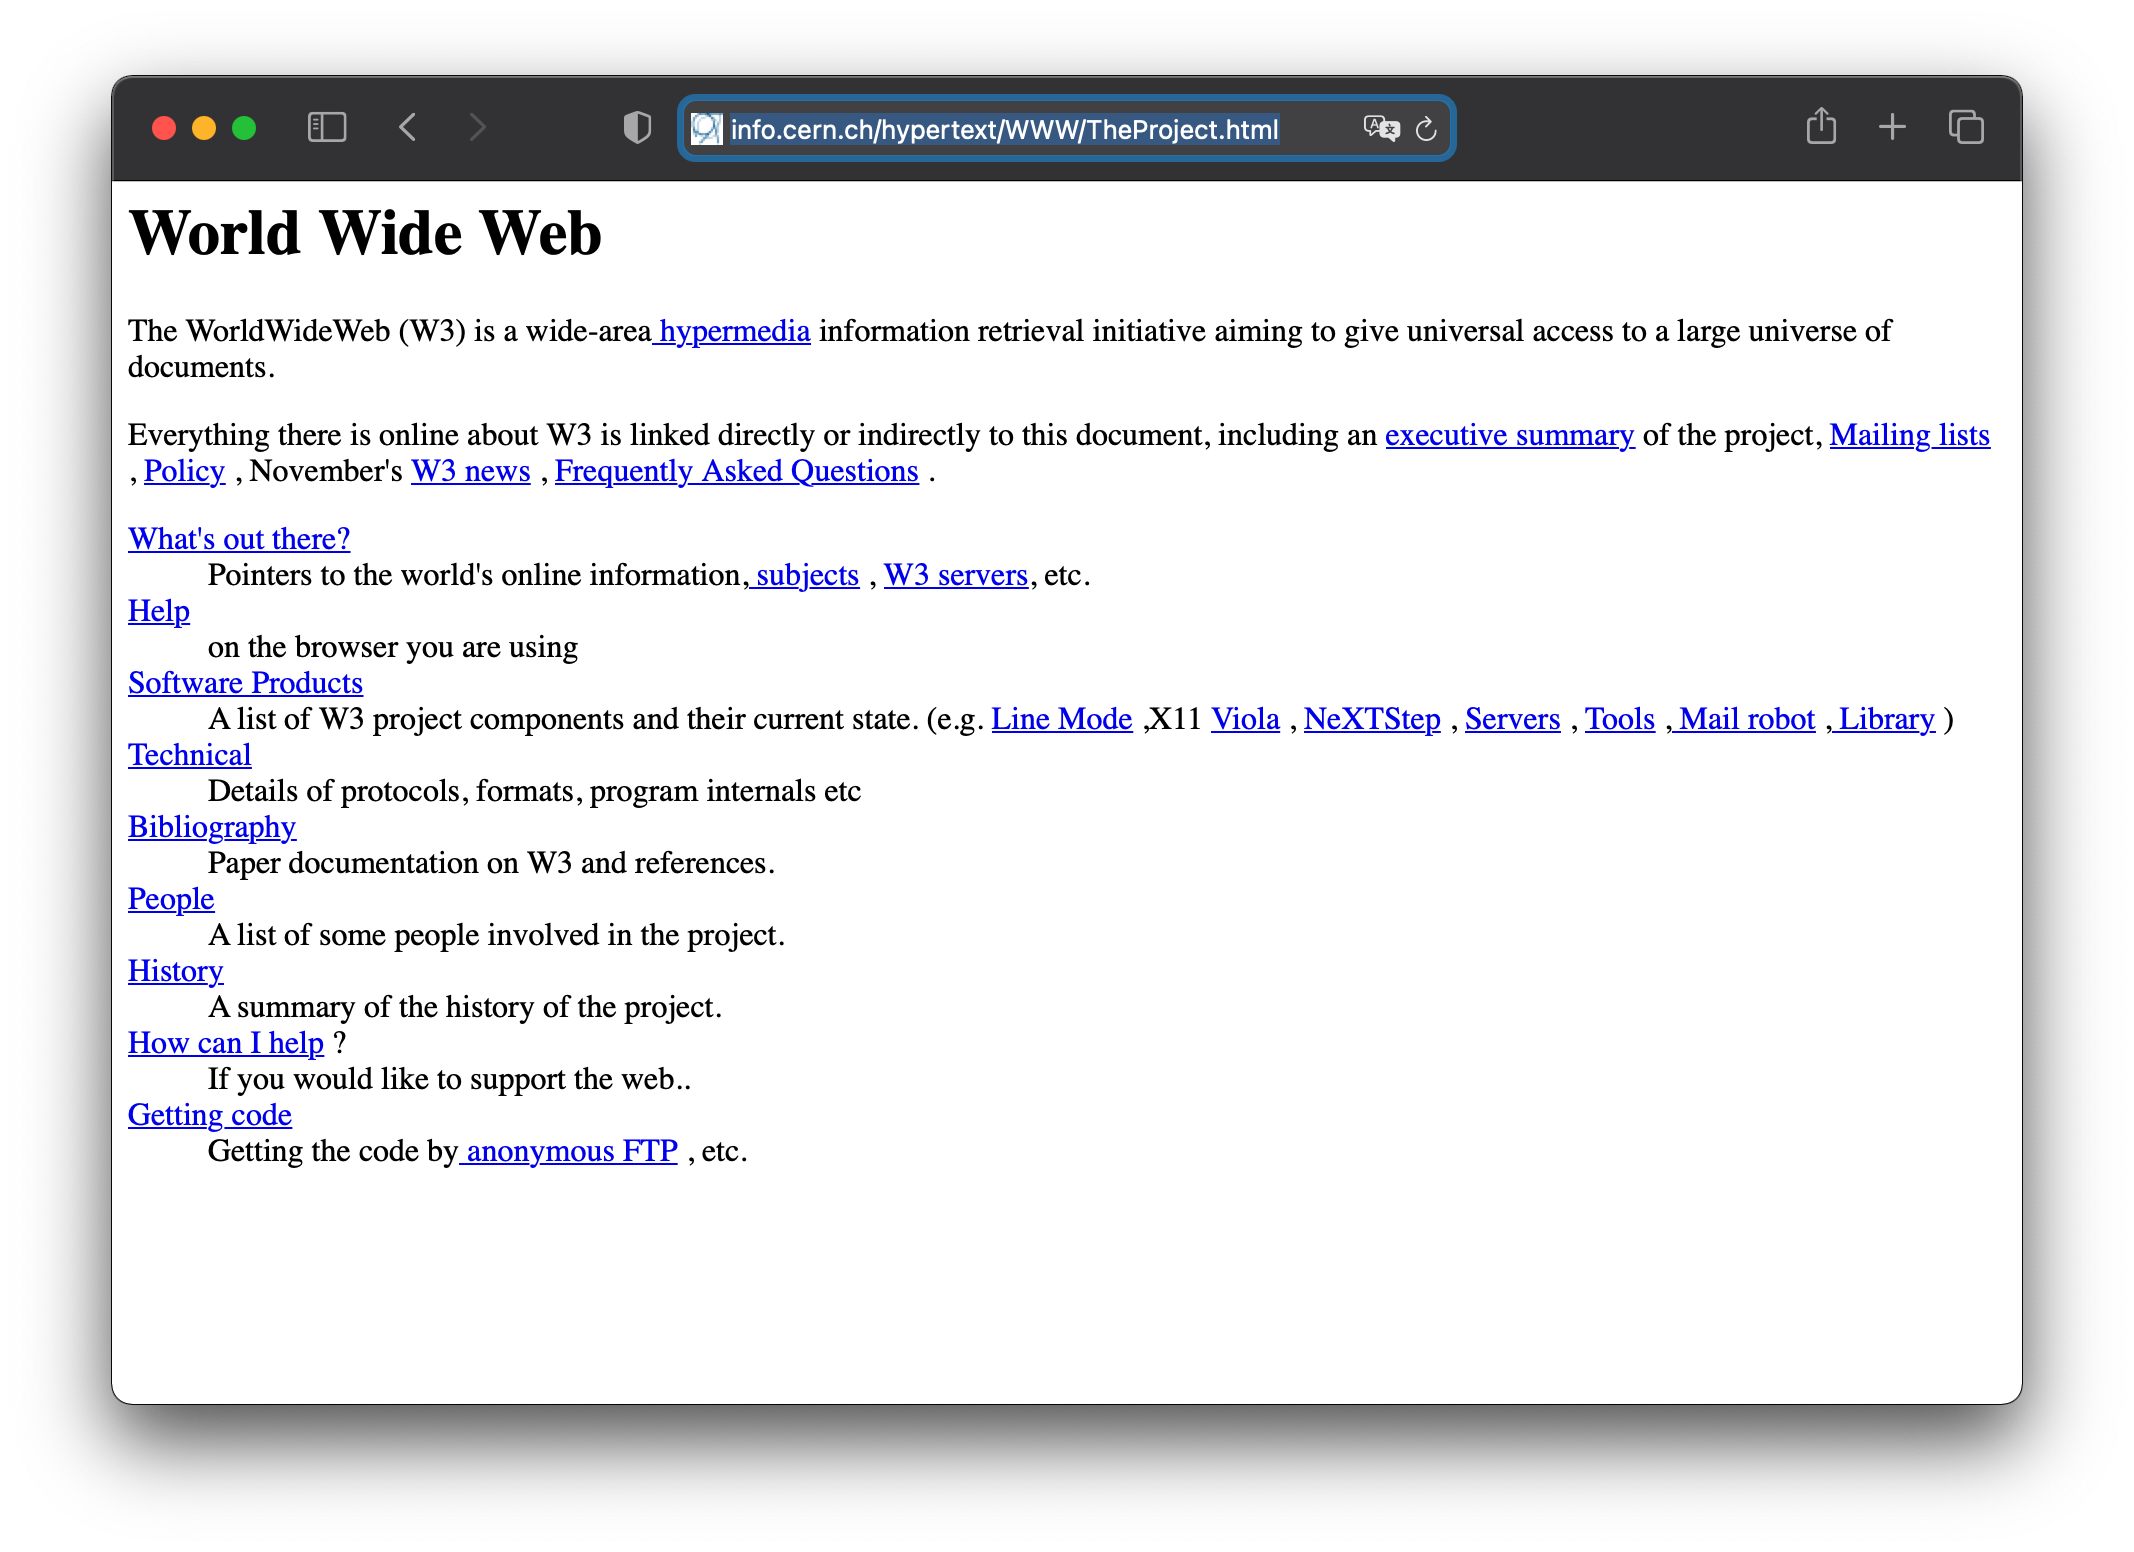 info.cern.ch/hypertext/WWW/TheProject.html
World Wide Web
The WorldWideWeb (W3) is a wide-area hypermedia information retrieval initiative aiming to give universal access to a large universe of
documents.
Everything there is online about W3 is linked directly or indirectly to this document, including an executive summary of the project, Mailing lists
, Policy , November's W3 news , Frequently Asked Questions .
What's out there?
Pointers to the world's online information, subjects , W3 servers, etc.
Help
on the browser you are using
Software Products
A list of W3 project components and their current state. (e.g. Line Mode ,X11 Viola , NeXTStep , Servers , Tools , Mail robot , Library )
Technical
Details of protocols, formats, program internals etc
Bibliography
Paper documentation on W3 and references.
People
A list of some people involved in the project.
History
A summary of the history of the project.
How can I help ?
If you would like to support the web..
Getting code
Getting the code by anonymous FTP , etc.